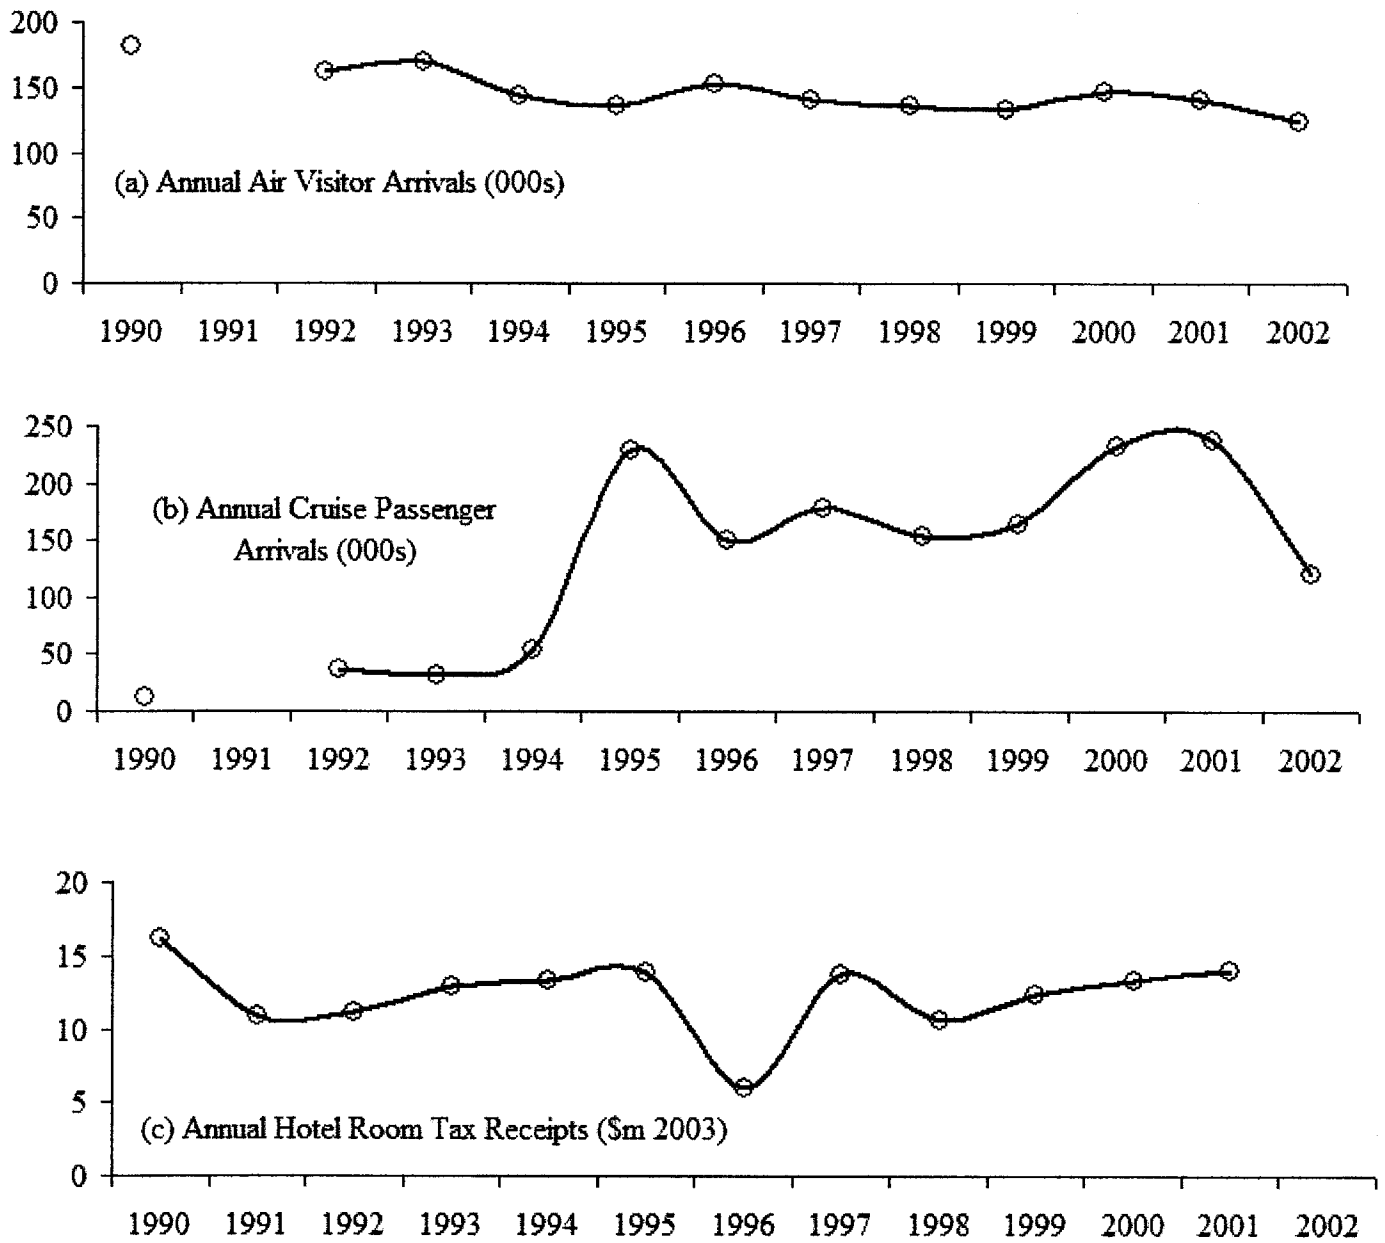 200
150
100
50
0
(a) Annual Air Visitor Arrivals (000s)
1990 1991 1992 1993 1994 1995 1996 1997 1998 1999 2000 2001 2002
250
200
150
100
50
0
(b) Annual Cruise Passenger
Arrivals (000s)
1990 1991 1992 1993 1994 1995 1996 1997 1998 1999 2000 2001 2002
20
15
10
5
0
(c) Annual Hotel Room Tax Receipts ($m 2003)
1990 1991 1992 1993 1994 1995 1996 1997 1998 1999 2000 2001 2002